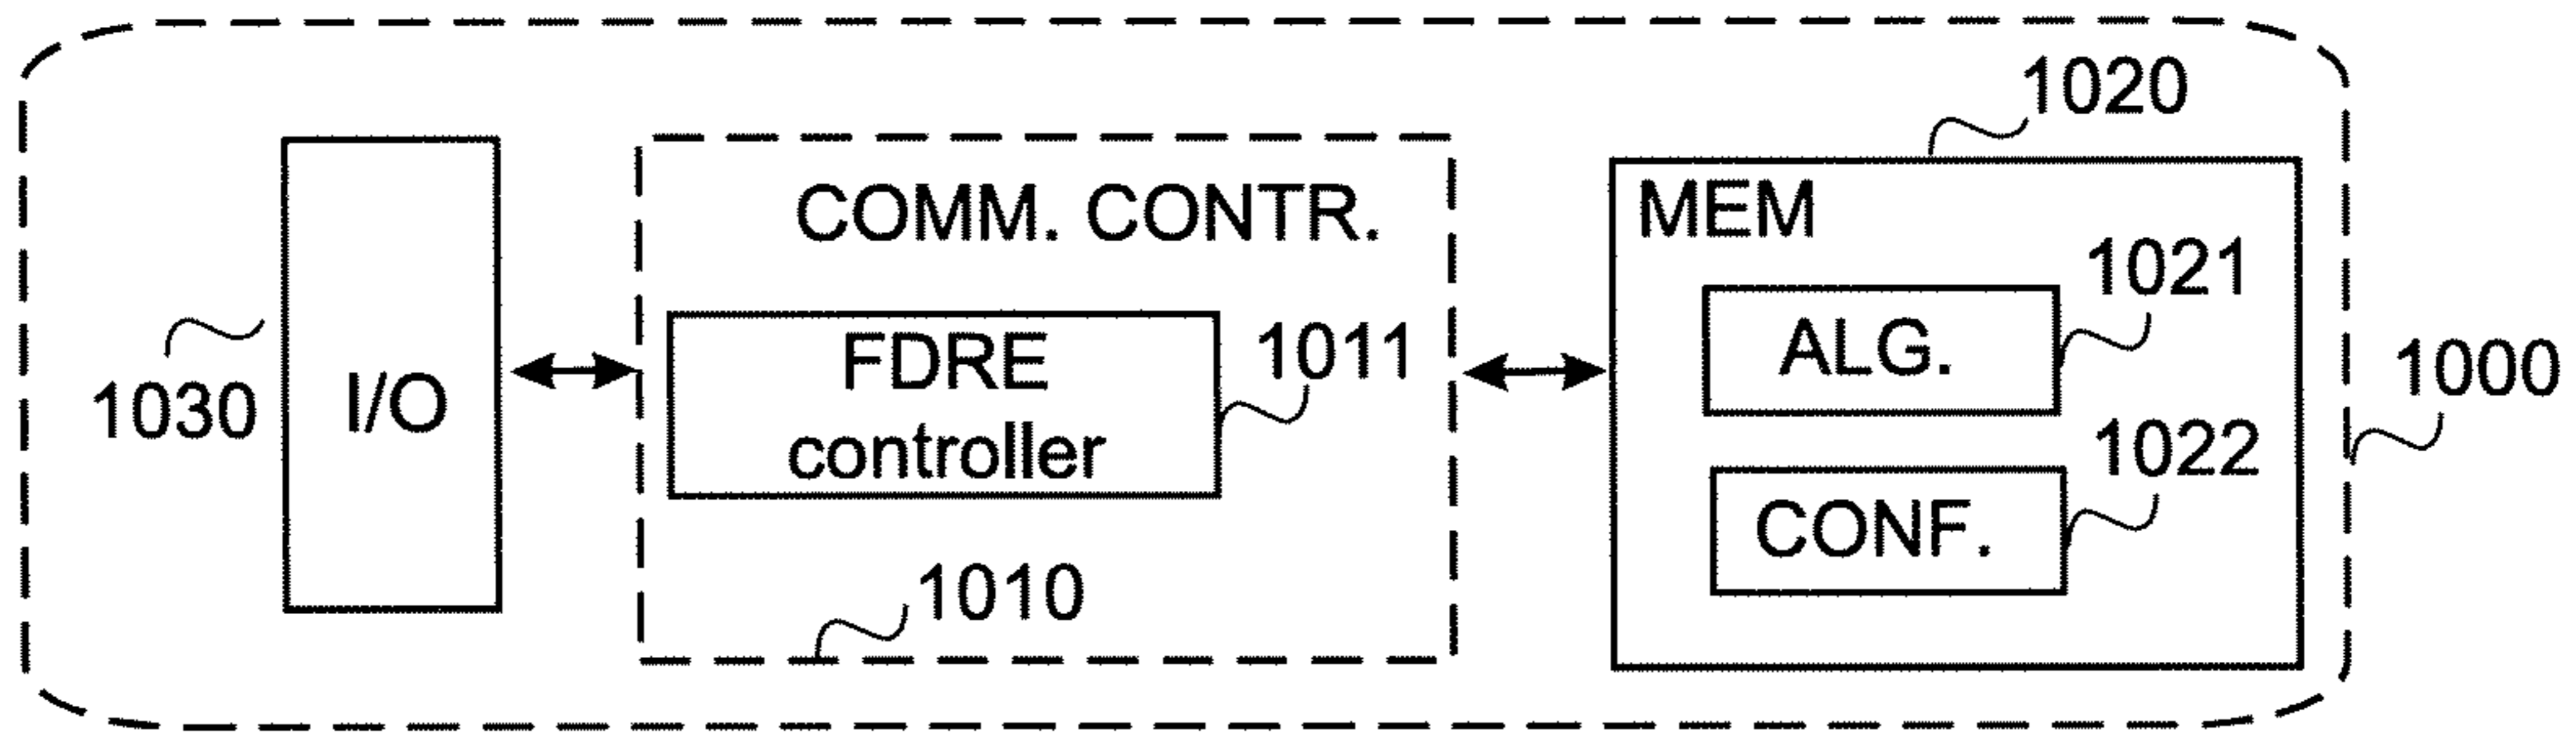 1020
COMM. CONTR.
MEM
1021
FDRE
controller
1011
ALG.
1000
1030
I/O
1022
CONF.
1010